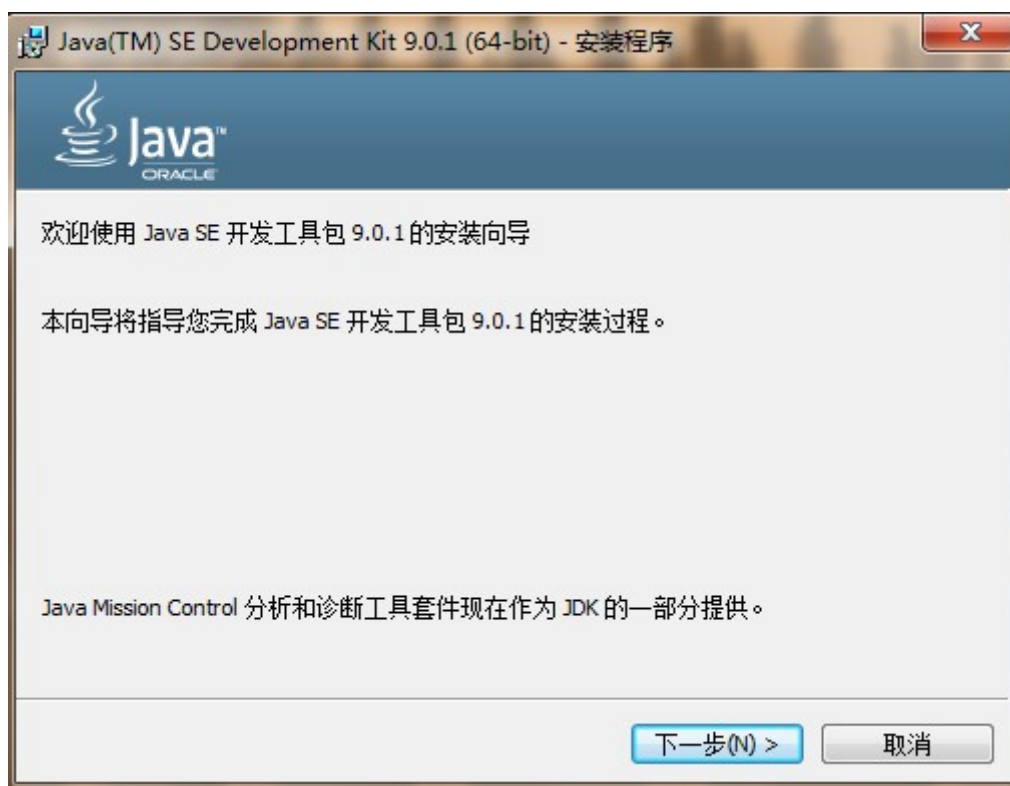 Java(TM) SE Development Kit 9.0.1 (64-bit) - 安装程序
Java™
ORACLE
欢迎使用 Java SE 开发工具包 9.0.1 的安装向导
本向导将指导您完成 Java SE 开发工具包 9.0.1 的安装过程。
Java Mission Control 分析和诊断工具套件现在作为 JDK 的一部分提供。
下一步(N) > 取消